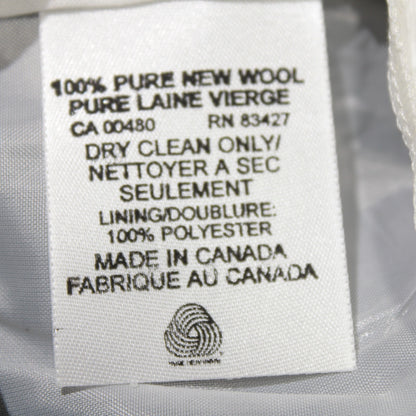 100% PURE NEW WOOL
PURE LAINE VIERGE
CA 00480 RN 83427
DRY CLEAN ONLY/
NETTOYER A SEC
SEULEMENT
LINING/DOUBLURE:
100% POLYESTER
MADE IN CANADA
FABRIQUE AU CANADA